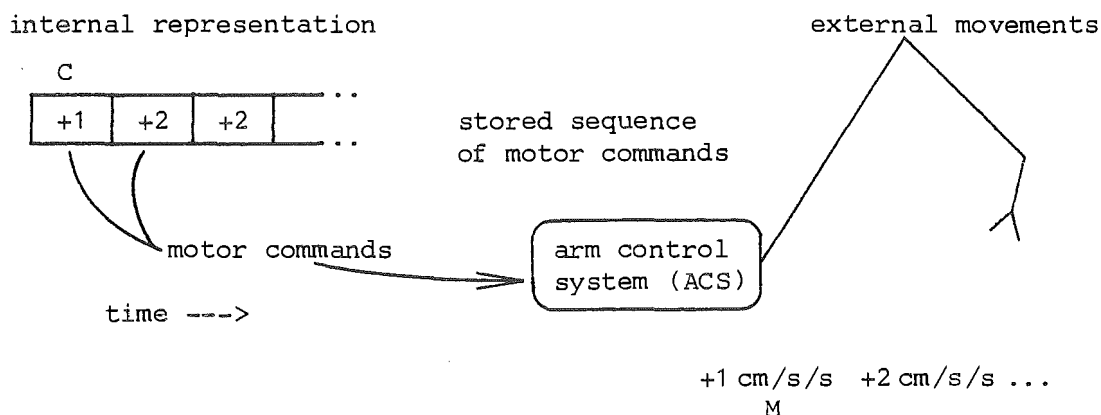 internal representation
external movements
C
+1 +2 +2
stored sequence
of motor commands
motor commands
arm control
system (ACS)
time --->
+1 cm/s/s +2 cm/s/s ...
M